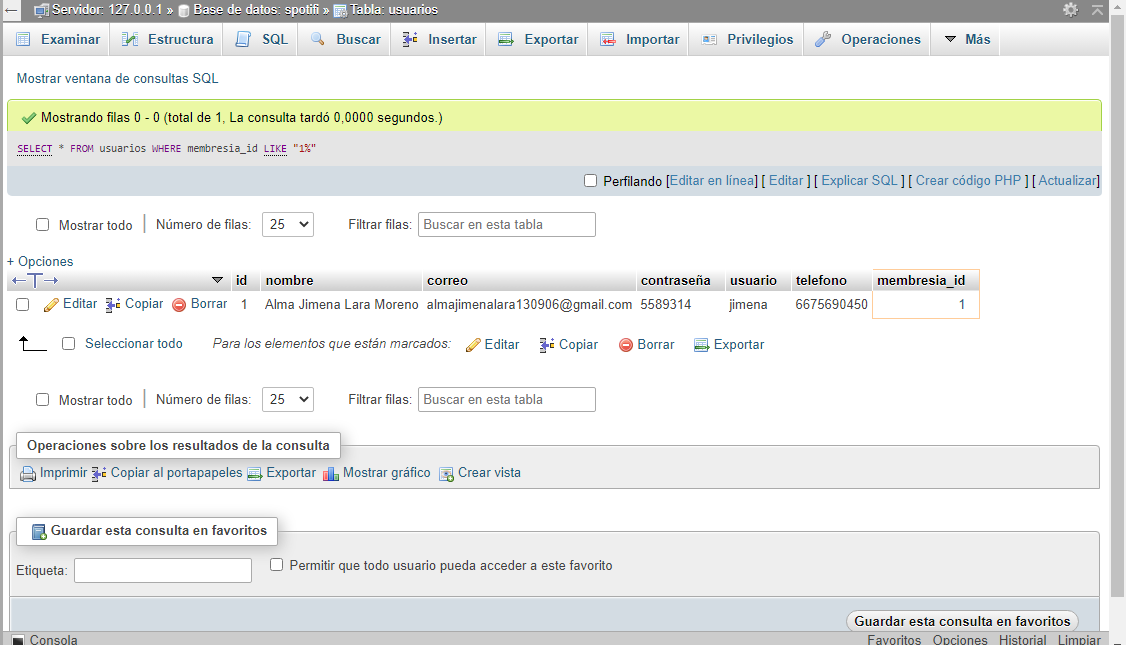 Servidor: 127.0.0.1 » Base de datos: spotifi » Tabla: usuarios
Examinar Estructura SQL Buscar Insertar Exportar Importar Privilegios Operaciones Más
Mostrar ventana de consultas SQL
Mostrando filas 0 - 0 (total de 1, La consulta tardó 0,0000 segundos.)
SELECT * FROM usuarios WHERE membresia_id LIKE "1%"
Perfilando [Editar en línea] [ Editar ] [ Explicar SQL ] [ Crear código PHP ] [ Actualizar]
Mostrar todo Número de filas: 25 Filtrar filas: Buscar en esta tabla
+ Opciones
←T→ id nombre correo contraseña usuario telefono membresia_id
Editar Copiar Borrar 1 Alma Jimena Lara Moreno almajimenalara130906@gmail.com 5589314 jimena 6675690450 1
Seleccionar todo Para los elementos que están marcados: Editar Copiar Borrar Exportar
Mostrar todo Número de filas: 25 Filtrar filas: Buscar en esta tabla
Operaciones sobre los resultados de la consulta
Imprimir Copiar al portapapeles Exportar Mostrar gráfico Crear vista
Guardar esta consulta en favoritos
Etiqueta: Permitir que todo usuario pueda acceder a este favorito
Guardar esta consulta en favoritos
Consola Favoritos Opciones Historial Limpiar